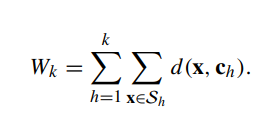 W_k = \sum_{h=1}^{k} \sum_{\mathbf{x} \in \mathcal{S}_h} d(\mathbf{x}, \mathbf{c}_h).